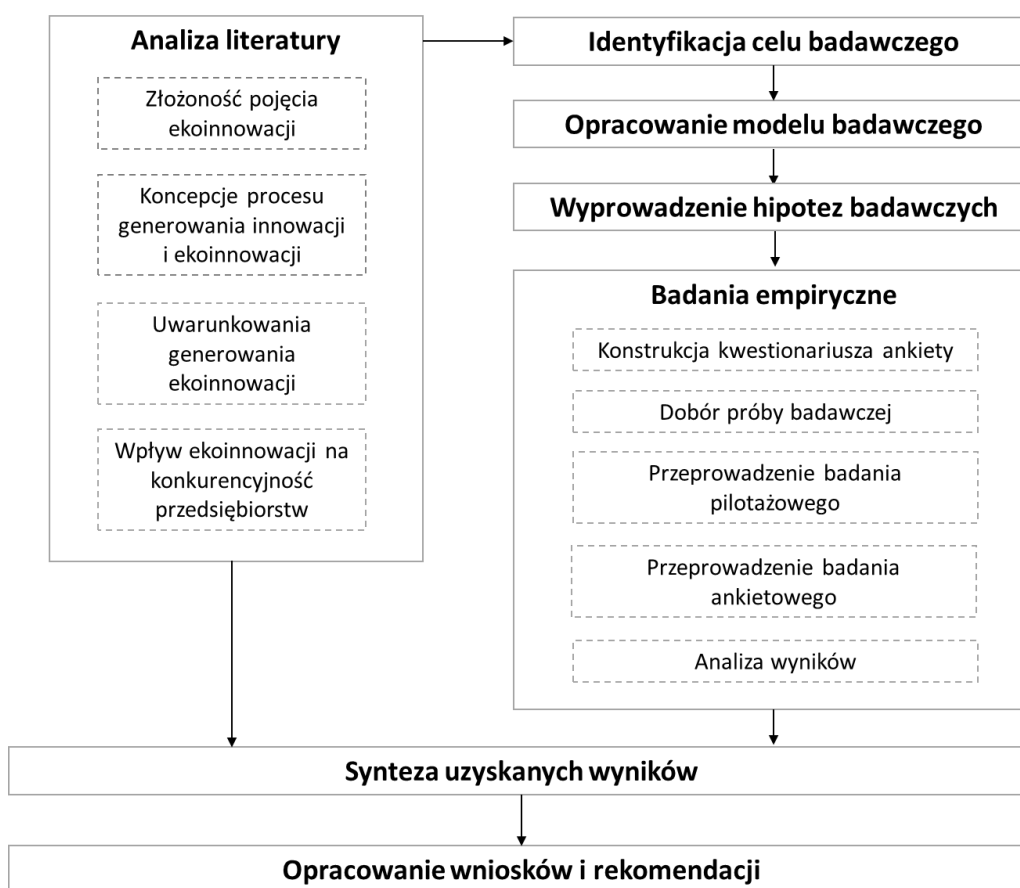 Analiza literatury
Złożoność pojęcia
ekoinnowacji
Koncepcje procesu
generowania innowacji
i ekoinnowacji
Uwarunkowania
generowania
ekoinnowacji
Wpływ ekoinnowacji na
konkurencyjność
przedsiębiorstw
Identyfikacja celu badawczego
Opracowanie modelu badawczego
Wyprowadzenie hipotez badawczych
Badania empiryczne
Konstrukcja kwestionariusza ankiety
Dobór próby badawczej
Przeprowadzenie badania
pilotażowego
Przeprowadzenie badania
ankietowego
Analiza wyników
Synteza uzyskanych wyników
Opracowanie wniosków i rekomendacji